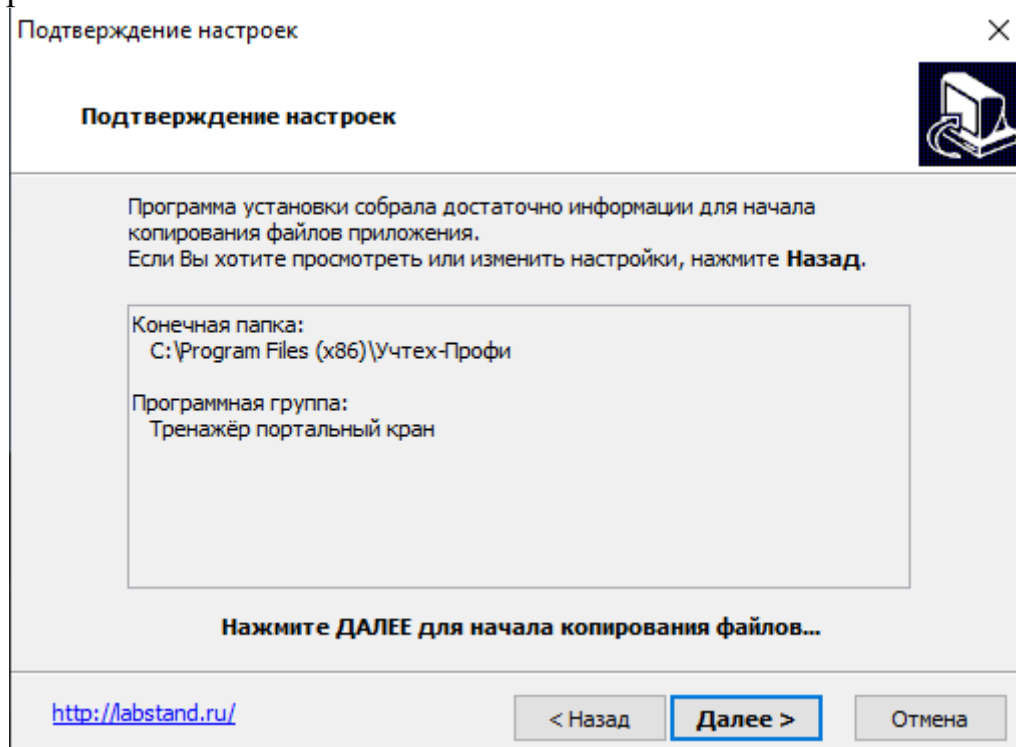 Подтверждение настроек
Подтверждение настроек
Программа установки собрала достаточно информации для начала
копирования файлов приложения.
Если Вы хотите просмотреть или изменить настройки, нажмите Назад.
Конечная папка:
C:\Program Files (x86)\Учтех-Профи
Программная группа:
Тренажёр портальный кран
Нажмите ДАЛЕЕ для начала копирования файлов...
http://labstand.ru/
< Назад
Далее >
Отмена